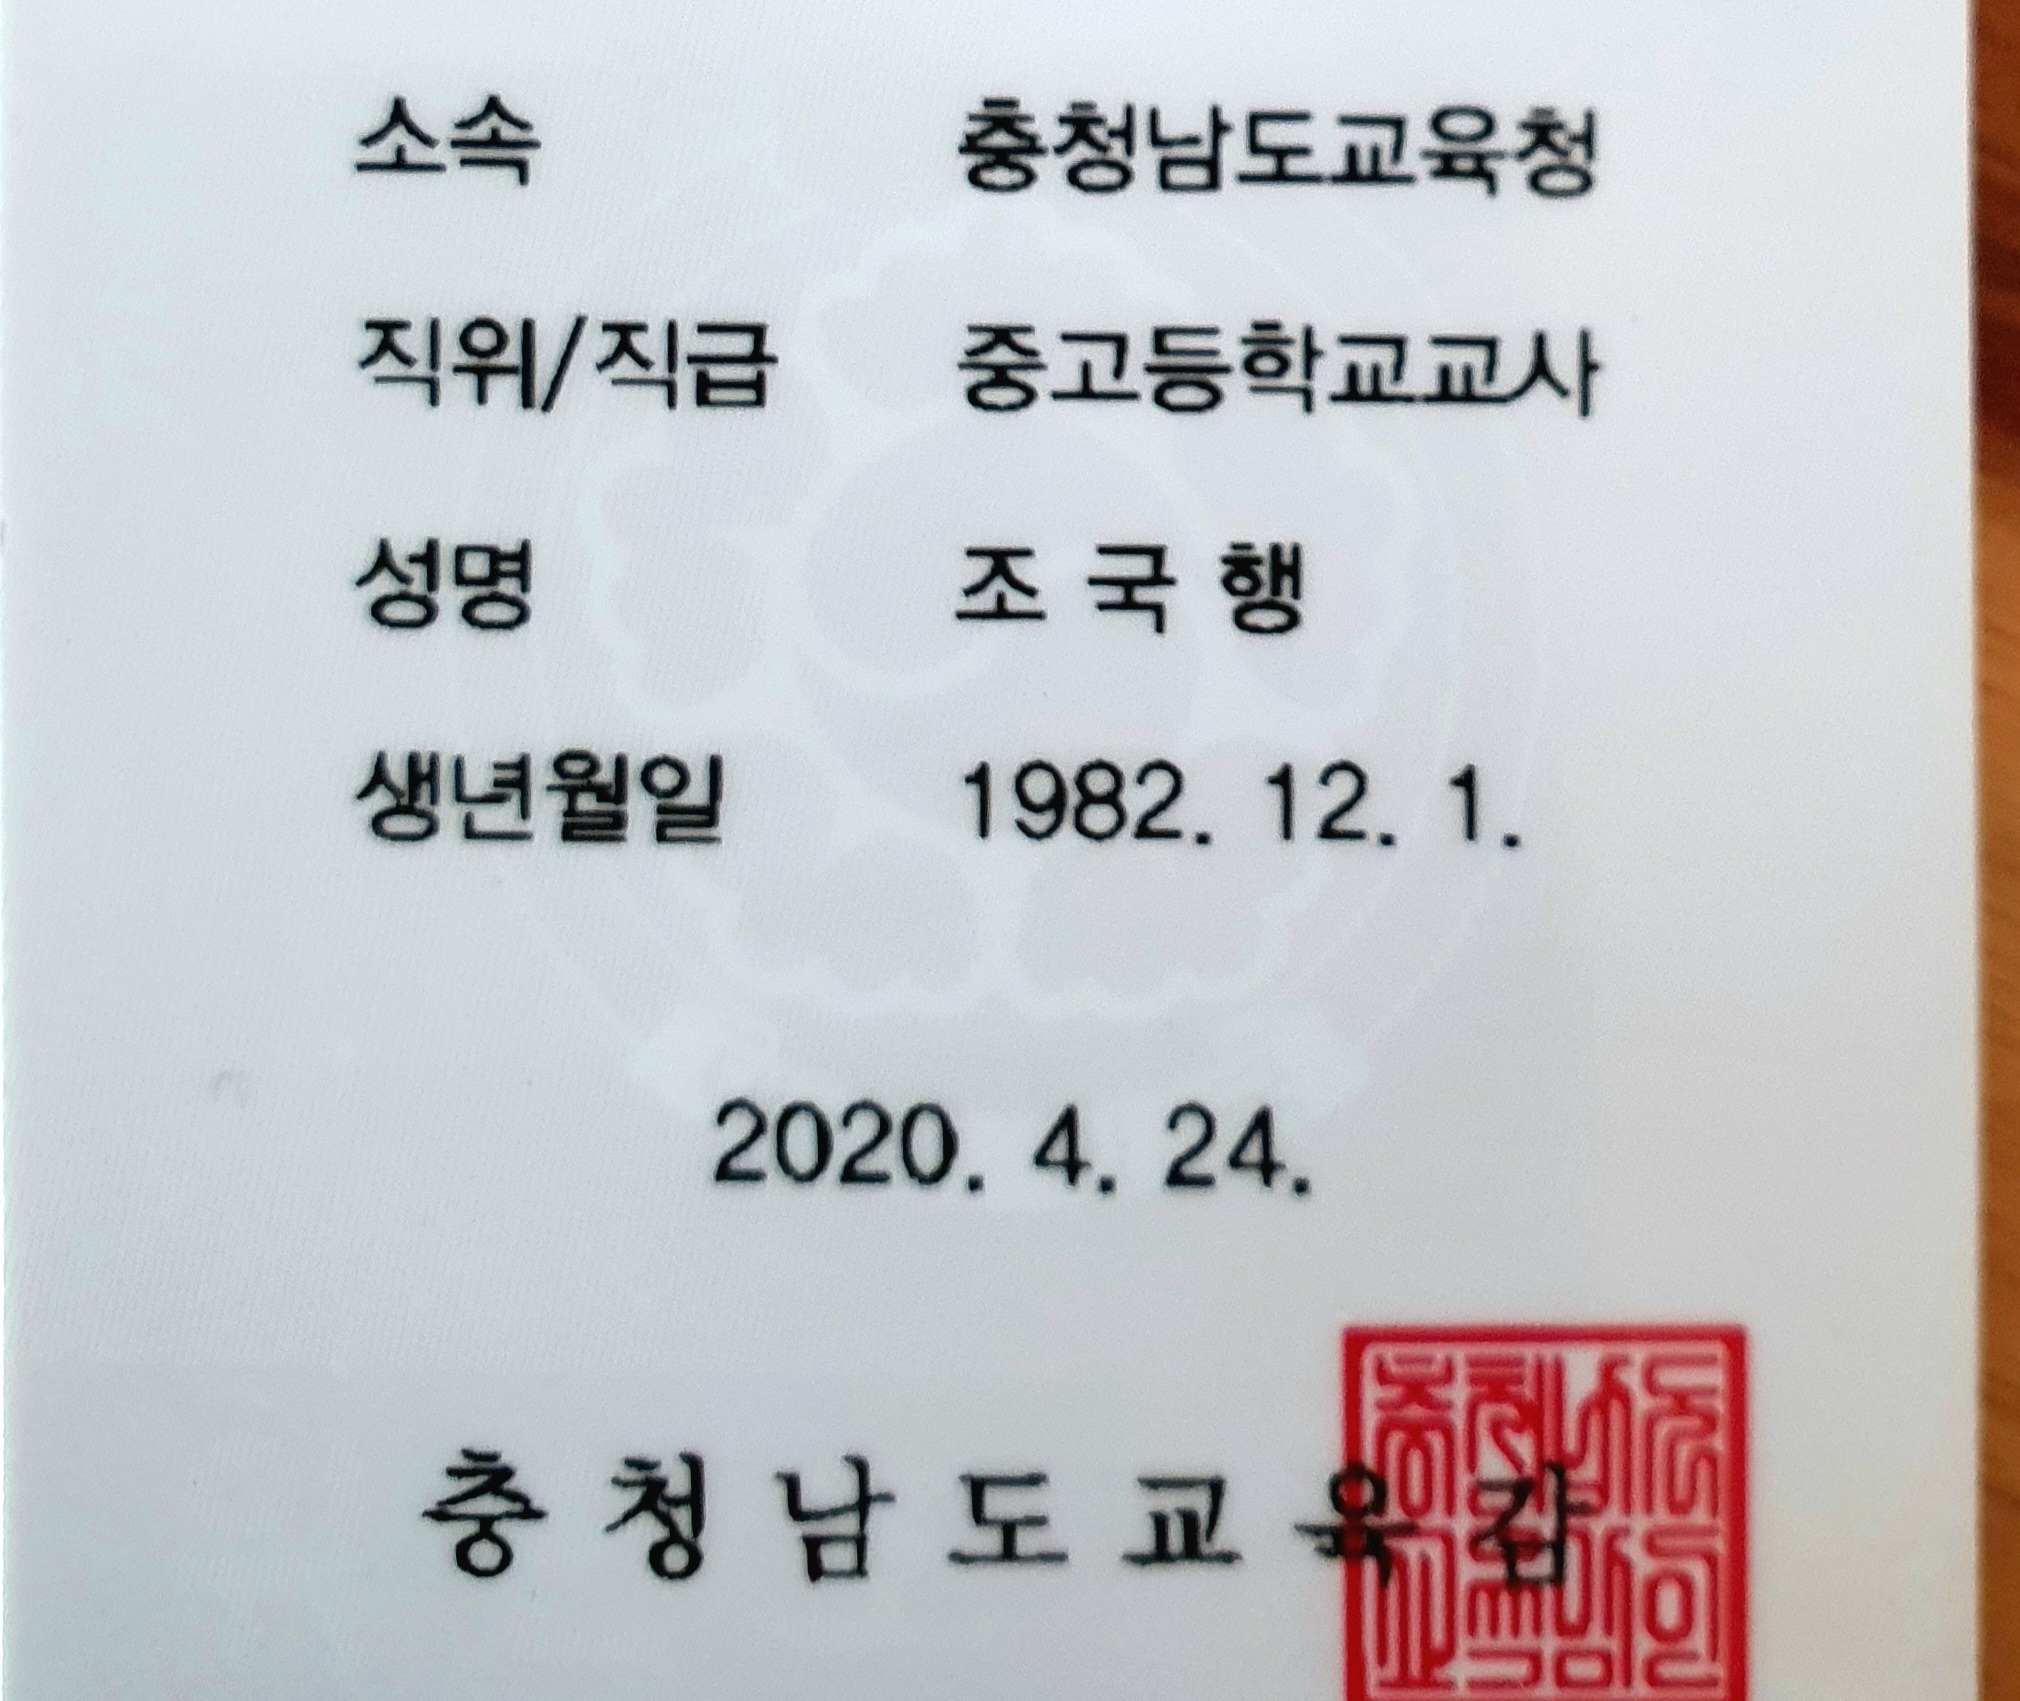 소속 충청남도교육청
직위/직급 중고등학교교사
성명 조 국 행
생년월일 1982. 12. 1.
2020. 4. 24.
충 청 남 도 교 육 감